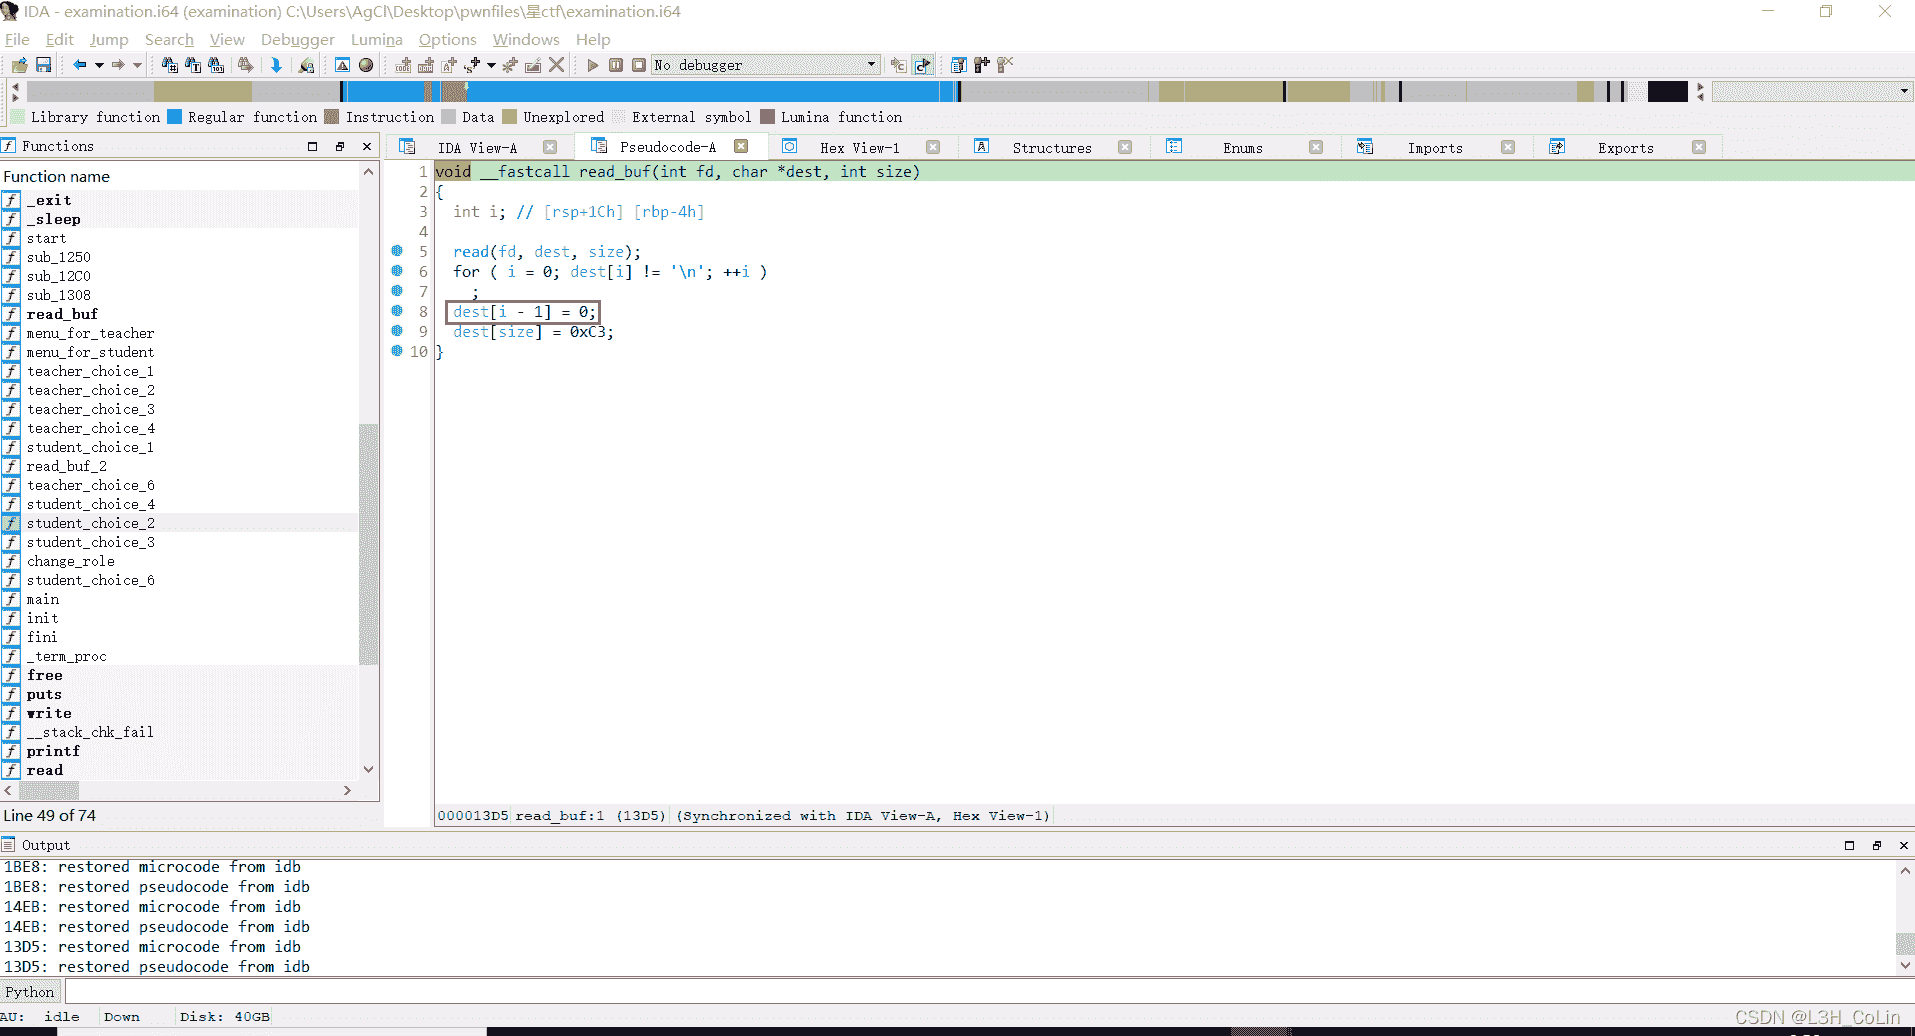 IDA - examination.i64 (examination) C:\Users\AgCl\Desktop\pwnfiles\星ctf\examination.i64
File Edit Jump Search View Debugger Lumina Options Windows Help
No debugger
Library function Regular function Instruction Data Unexplored External symbol Lumina function
Functions
Function name
_exit
_sleep
start
sub_1250
sub_12C0
sub_1308
read_buf
menu_for_teacher
menu_for_student
teacher_choice_1
teacher_choice_2
teacher_choice_3
teacher_choice_4
student_choice_1
read_buf_2
teacher_choice_6
student_choice_4
student_choice_2
student_choice_3
change_role
student_choice_6
main
init
fini
_term_proc
free
puts
write
__stack_chk_fail
printf
read
Line 49 of 74
IDA View-A Pseudocode-A Hex View-1 Structures Enums Imports Exports
1 void __fastcall read_buf(int fd, char *dest, int size)
2 {
3 int i; // [rsp+1Ch] [rbp-4h]
4
5 read(fd, dest, size);
6 for ( i = 0; dest[i] != '\n'; ++i )
7 ;
8 dest[i - 1] = 0;
9 dest[size] = 0xC3;
10 }
000013D5 read_buf:1 (13D5) (Synchronized with IDA View-A, Hex View-1)
Output
1BE8: restored microcode from idb
1BE8: restored pseudocode from idb
14EB: restored microcode from idb
14EB: restored pseudocode from idb
13D5: restored microcode from idb
13D5: restored pseudocode from idb
Python
AU: idle Down Disk: 40GB
CSDN @L3H_CoLin